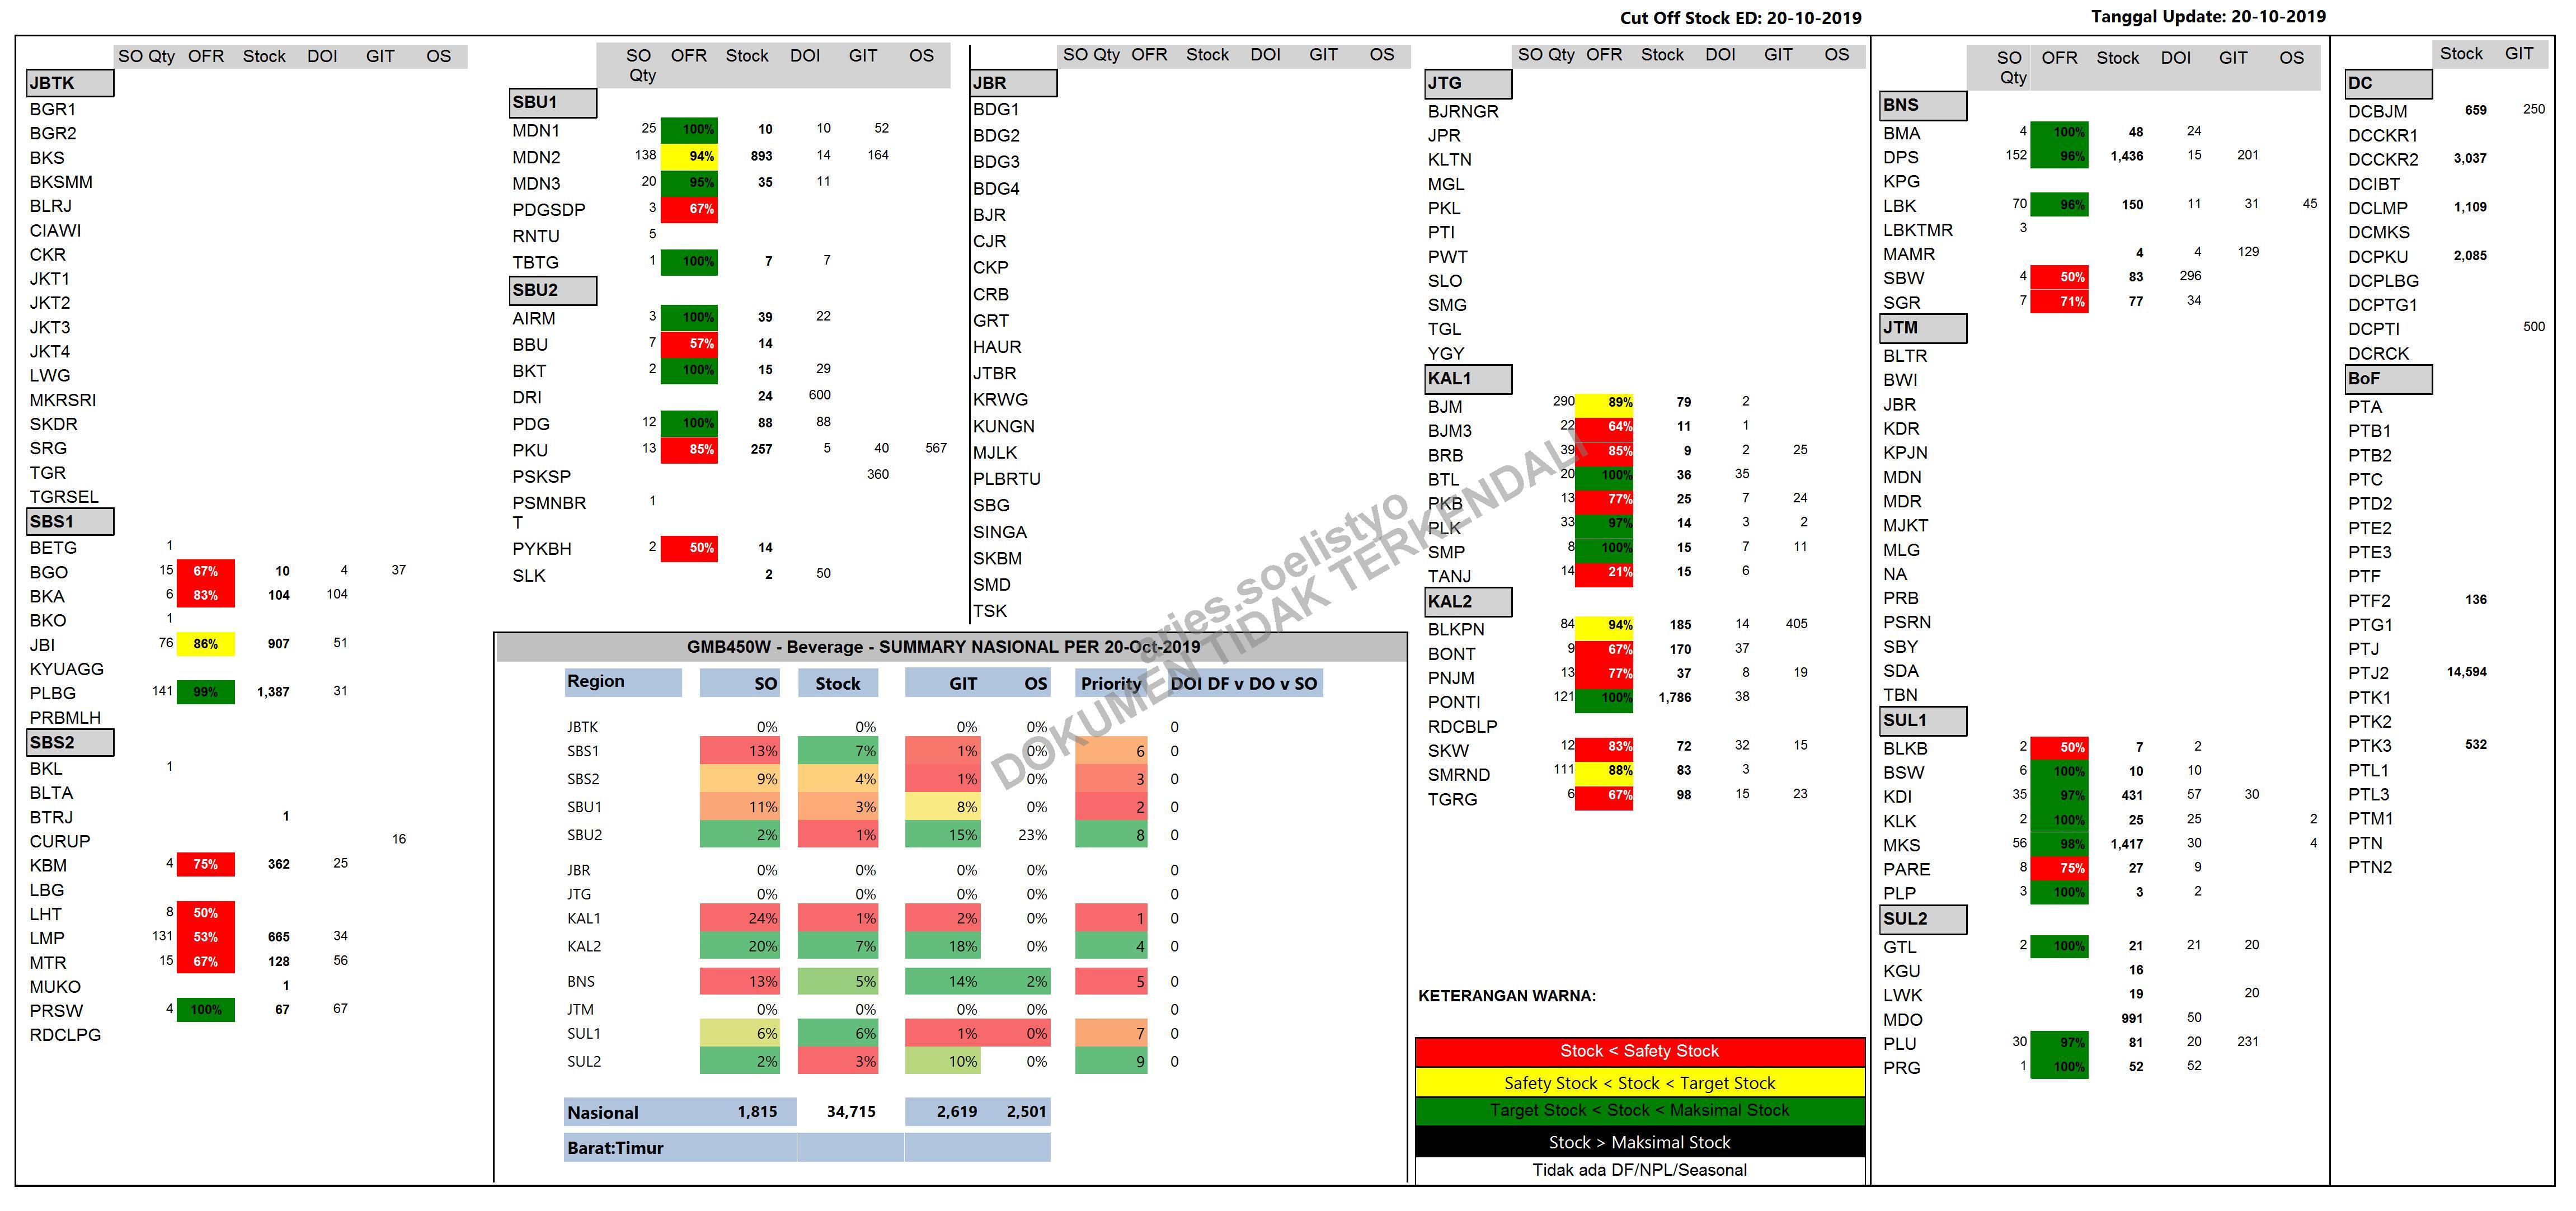 Cut Off Stock ED: 20-10-2019
Tanggal Update: 20-10-2019
SO Qty OFR Stock DOI GIT OS
JBTK
BGR1
BGR2
BKS
BKSMM
BLRJ
CIAWI
CKR
JKT1
JKT2
JKT3
JKT4
LWG
MKRSRI
SKDR
SRG
TGR
TGRSEL
SBS1
BETG 1
BGO 15 67% 10 4 37
BKA 6 83% 104 104
BKO 1
JBI 76 86% 907 51
KYUAGG
PLBG 141 99% 1,387 31
PRBMLH
SBS2
BKL 1
BLTA
BTRJ 1
CURUP 16
KBM 4 75% 362 25
LBG
LHT 8 50%
LMP 131 53% 665 34
MTR 15 67% 128 56
MUKO 1
PRSW 4 100% 67 67
RDCLPG
SO OFR Stock DOI GIT OS
Qty
SBU1
MDN1 25 100% 10 10 52
MDN2 138 94% 893 14 164
MDN3 20 95% 35 11
PDGSDP 3 67%
RNTU 5
TBTG 1 100% 7 7
SBU2
AIRM 3 100% 39 22
BBU 7 57% 14
BKT 2 100% 15 29
DRI 24 600
PDG 12 100% 88 88
PKU 13 85% 257 5 40 567
PSKSP 360
PSMNBR 1
T
PYKBH 2 50% 14
SLK 2 50
SO Qty OFR Stock DOI GIT OS
JBR
BDG1
BDG2
BDG3
BDG4
BJR
CJR
CKP
CRB
GRT
HAUR
JTBR
KRWG
KUNGN
MJLK
PLBRTU
SBG
SINGA
SKBM
SMD
TSK
GMB450W - Beverage - SUMMARY NASIONAL PER 20-Oct-2019
Region SO Stock GIT OS Priority DOI DF v DO v SO
JBTK 0% 0% 0% 0% 0
SBS1 13% 7% 1% 0% 6 0
SBS2 9% 4% 1% 0% 3 0
SBU1 11% 3% 8% 0% 2 0
SBU2 2% 1% 15% 23% 8 0
JBR 0% 0% 0% 0% 0
JTG 0% 0% 0% 0% 0
KAL1 24% 1% 2% 0% 1 0
KAL2 20% 7% 18% 0% 4 0
BNS 13% 5% 14% 2% 5 0
JTM 0% 0% 0% 0% 0
SUL1 6% 6% 1% 0% 7 0
SUL2 2% 3% 10% 0% 9 0
Nasional 1,815 34,715 2,619 2,501
Barat:Timur
SO Qty OFR Stock DOI GIT OS
JTG
BJRNGR
JPR
KLTN
MGL
PKL
PTI
PWT
SLO
SMG
TGL
YGY
KAL1
BJM 290 89% 79 2
BJM3 22 64% 11 1
BRB 39 85% 9 2 25
BTL 20 100% 36 35
PKB 13 77% 25 7 24
PLK 33 97% 14 3 2
SMP 8 100% 15 7 11
TANJ 14 21% 15 6
KAL2
BLKPN 84 94% 185 14 405
BONT 9 67% 170 37
PNJM 13 77% 37 8 19
PONTI 121 100% 1,786 38
RDCBLP
SKW 12 83% 72 32 15
SMRND 111 88% 83 3
TGRG 6 67% 98 15 23
KETERANGAN WARNA:
Stock < Safety Stock
Safety Stock < Stock < Target Stock
Target Stock < Stock < Maksimal Stock
Stock > Maksimal Stock
Tidak ada DF/NPL/Seasonal
SO OFR Stock DOI GIT OS
Qty
BNS
BMA 4 100% 48 24
DPS 152 96% 1,436 15 201
KPG
LBK 70 96% 150 11 31 45
LBKTMR 3
MAMR 4 4 129
SBW 4 50% 83 296
SGR 7 71% 77 34
JTM
BLTR
BWI
JBR
KDR
KPJN
MDN
MDR
MJKT
MLG
NA
PRB
PSRN
SBY
SDA
TBN
SUL1
BLKB 2 50% 7 2
BSW 6 100% 10 10
KDI 35 97% 431 57 30
KLK 2 100% 25 25 2
MKS 56 98% 1,417 30 4
PARE 8 75% 27 9
PLP 3 100% 3 2
SUL2
GTL 2 100% 21 21 20
KGU 16
LWK 19 20
MDO 991 50
PLU 30 97% 81 20 231
PRG 1 100% 52 52
Stock GIT
DC
DCBJM 659 250
DCCKR1
DCCKR2 3,037
DCIBT
DCLMP 1,109
DCMKS
DCPKU 2,085
DCPLBG
DCPTG1
DCPTI 500
DCRCK
BoF
PTA
PTB1
PTB2
PTC
PTD2
PTE2
PTE3
PTF
PTF2 136
PTG1
PTJ
PTJ2 14,594
PTK1
PTK2
PTK3 532
PTL1
PTL3
PTM1
PTN
PTN2
aries.soelistyo
DOKUMEN TIDAK TERKENDALI